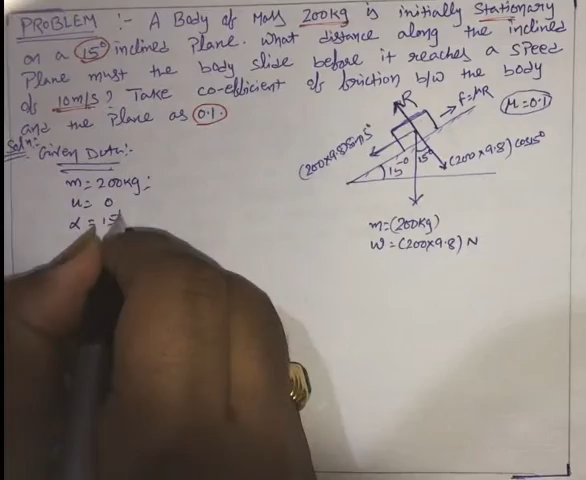 PROBLEM :- A Body of Mass 200kg is initially Stationary
on a 15° inclined Plane. What distance along the inclined
Plane must the body slide before it reaches a speed
of 10m/s? Take co-efficient of friction b/w the body
and the Plane as 0.1.
(μ=0.1)
Soln:- Given Data:-
m = 200kg;
u = 0
α = 15
R
F=μR
(200×9.8)sin15°
15°
15°
(200×9.8)cos15°
m=(200kg)
W=(200×9.8) N